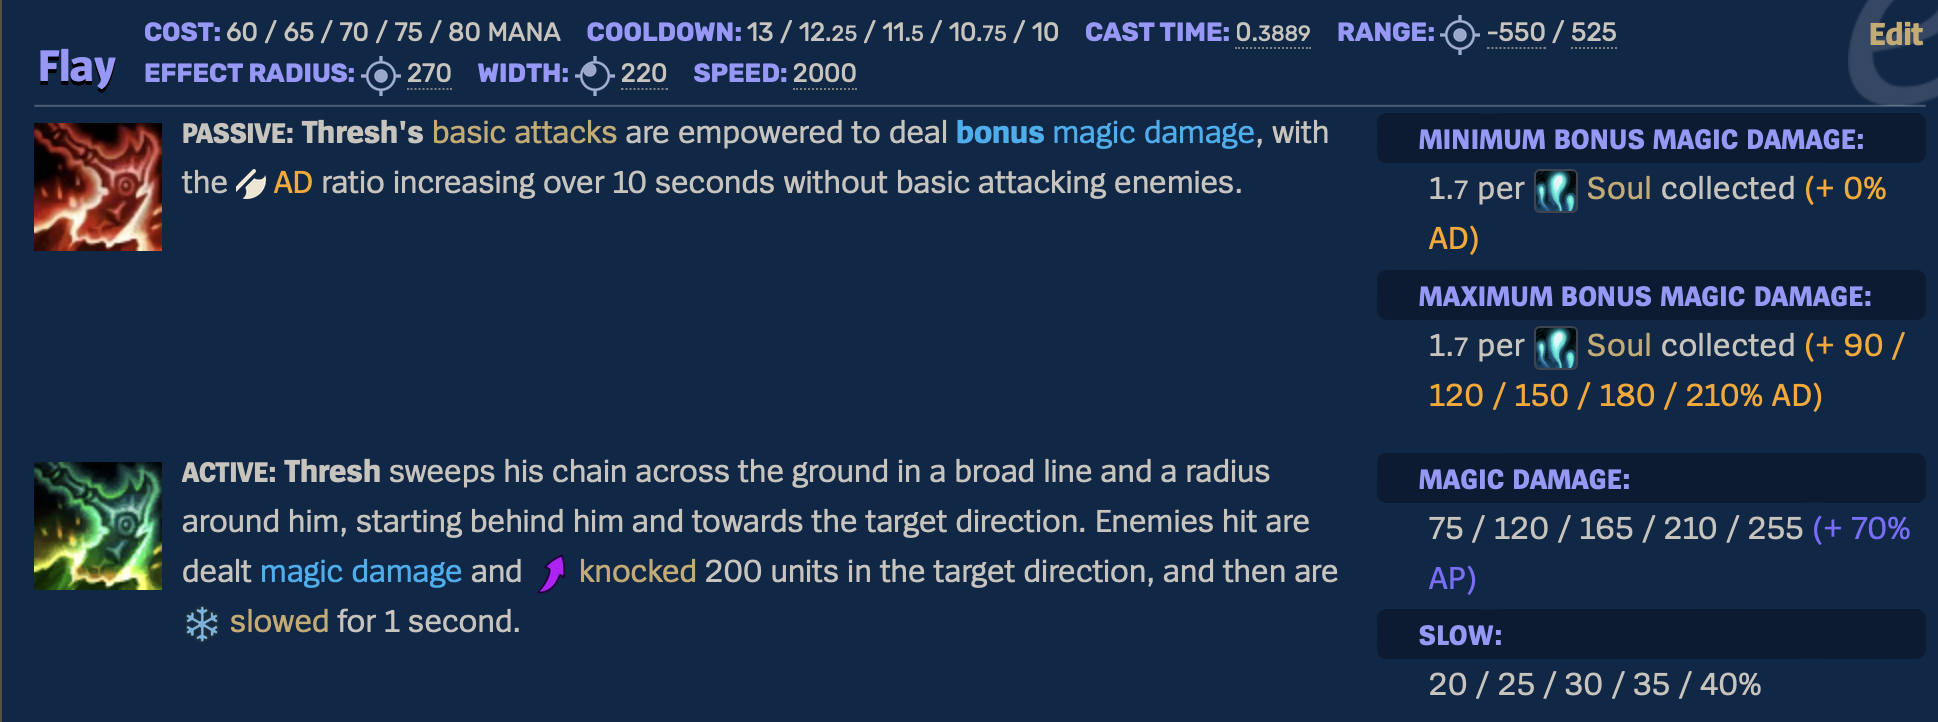 COST: 60 / 65 / 70 / 75 / 80 MANA COOLDOWN: 13 / 12.25 / 11.5 / 10.75 / 10 CAST TIME: 0.3889 RANGE: -550 / 525
Edit
Flay
EFFECT RADIUS: 270 WIDTH: 220 SPEED: 2000
PASSIVE: Thresh's basic attacks are empowered to deal bonus magic damage, with
the AD ratio increasing over 10 seconds without basic attacking enemies.
MINIMUM BONUS MAGIC DAMAGE:
1.7 per Soul collected (+ 0%
AD)
MAXIMUM BONUS MAGIC DAMAGE:
1.7 per Soul collected (+ 90 /
120 / 150 / 180 / 210% AD)
ACTIVE: Thresh sweeps his chain across the ground in a broad line and a radius
around him, starting behind him and towards the target direction. Enemies hit are
dealt magic damage and knocked 200 units in the target direction, and then are
slowed for 1 second.
MAGIC DAMAGE:
75 / 120 / 165 / 210 / 255 (+ 70%
AP)
SLOW:
20 / 25 / 30 / 35 / 40%